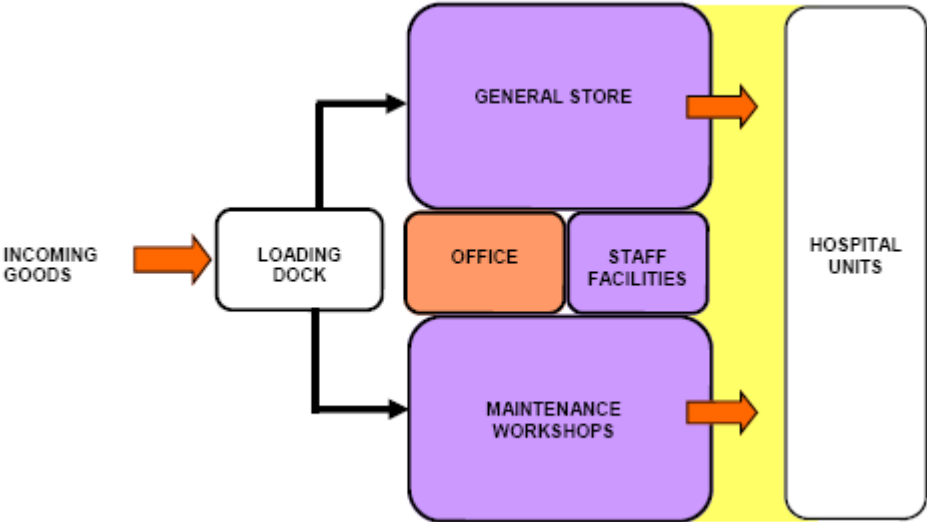 GENERAL STORE
INCOMING
GOODS
LOADING
DOCK
OFFICE
STAFF
FACILITIES
HOSPITAL
UNITS
MAINTENANCE
WORKSHOPS